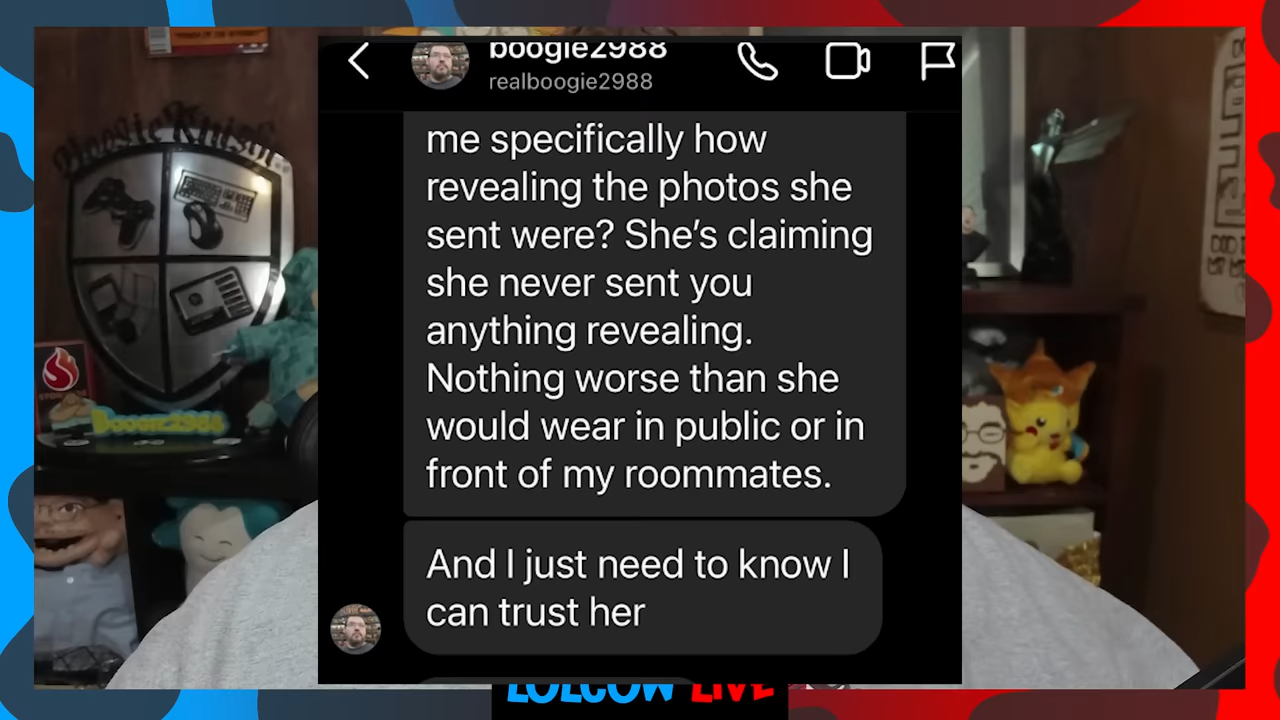 boogie2988
realboogie2988
me specifically how
revealing the photos she
sent were? She's claiming
she never sent you
anything revealing.
Nothing worse than she
would wear in public or in
front of my roommates.
And I just need to know I
can trust her
Boogie2988
LOLCOW LIVE